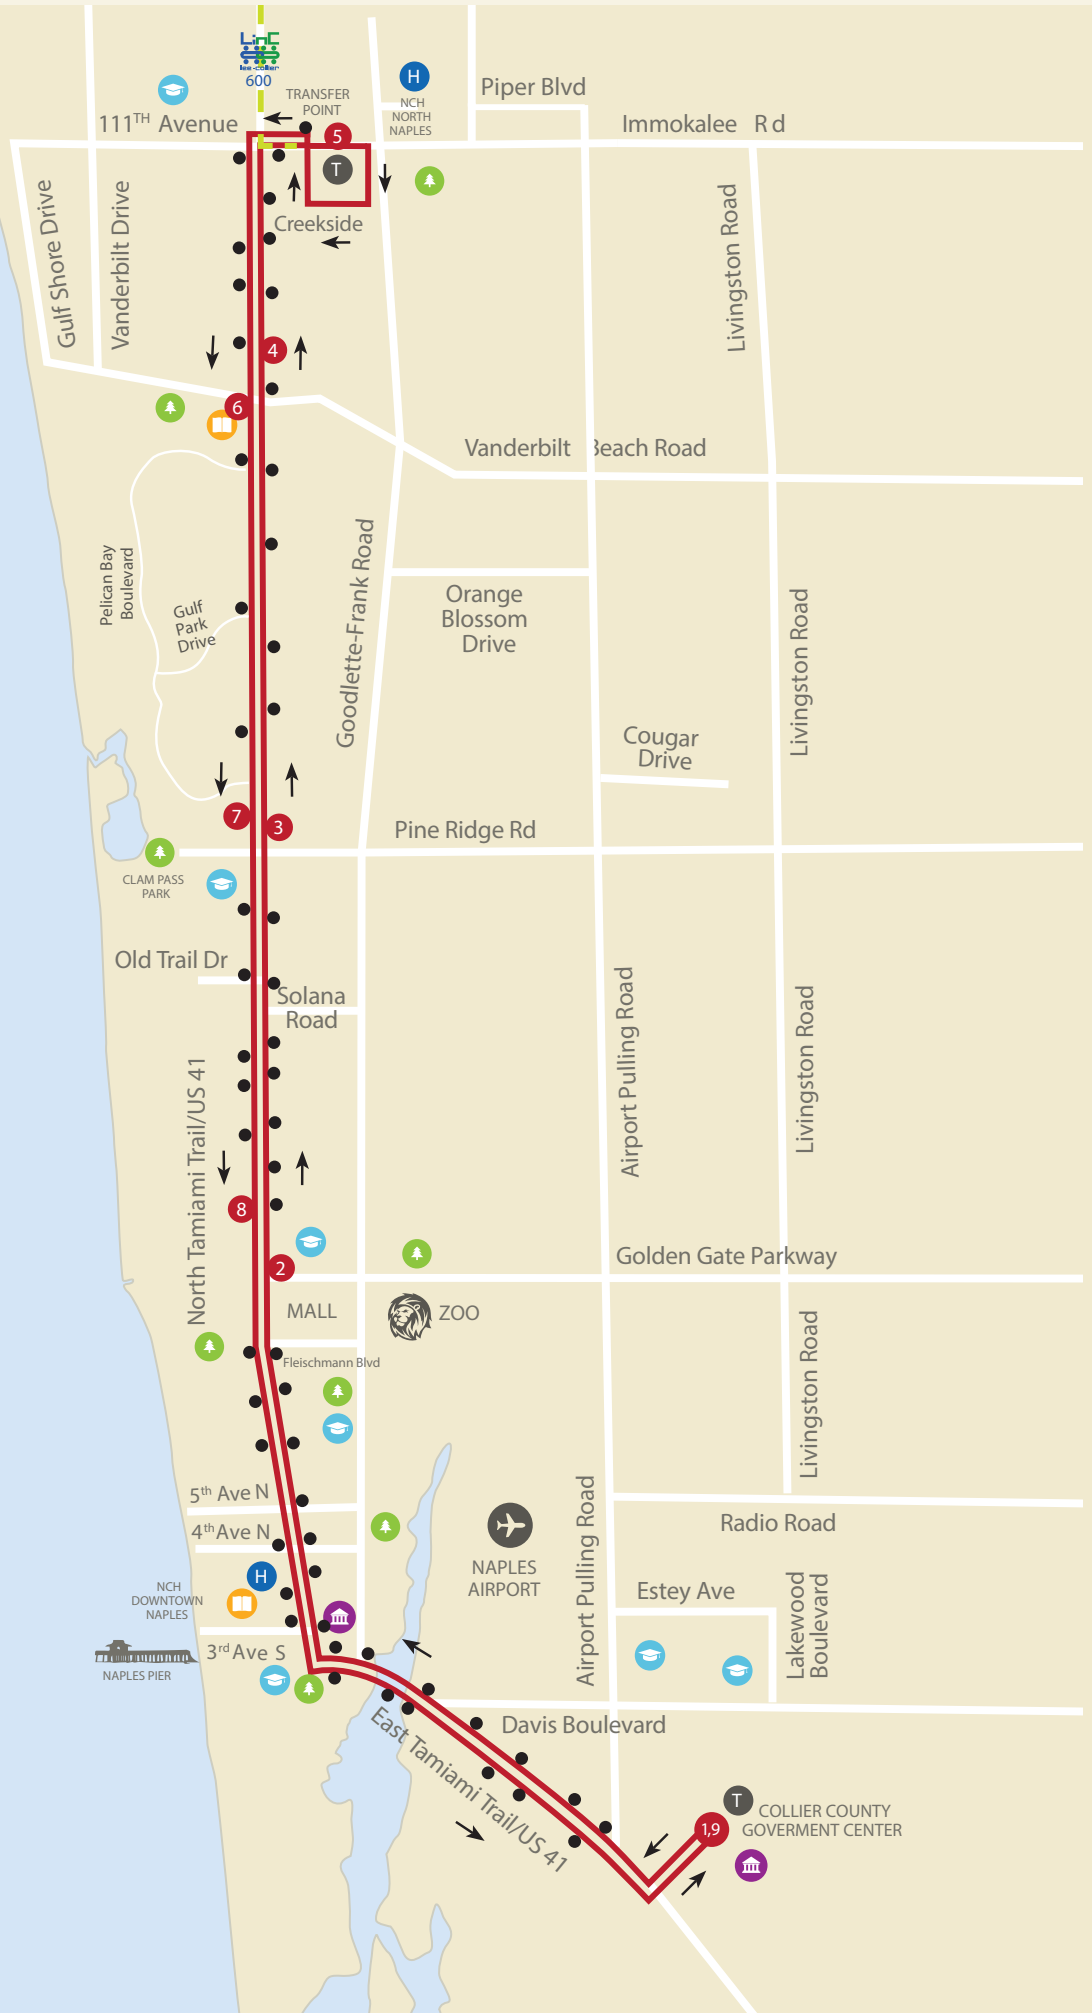 LinC
lee-collier
600
TRANSFER
POINT
H
NCH
NORTH
NAPLES
Piper Blvd
111TH Avenue
5
Immokalee Rd
T
Creekside
Gulf Shore Drive
Vanderbilt Drive
Livingston Road
4
6
Vanderbilt Beach Road
Pelican Bay
Boulevard
Gulf
Park
Drive
Goodlette-Frank Road
Orange
Blossom
Drive
Livingston Road
Cougar
Drive
7
3
Pine Ridge Rd
CLAM PASS
PARK
Old Trail Dr
Solana
Road
Airport Pulling Road
Livingston Road
North Tamiami Trail/US 41
8
2
Golden Gate Parkway
MALL
ZOO
Fleischmann Blvd
Livingston Road
5th Ave N
4th Ave N
NAPLES
AIRPORT
Airport Pulling Road
Radio Road
H
NCH
DOWNTOWN
NAPLES
Estey Ave
Lakewood
Boulevard
3rd Ave S
NAPLES PIER
Davis Boulevard
East Tamiami Trail/US 41
T
COLLIER COUNTY
GOVERMENT CENTER
1,9